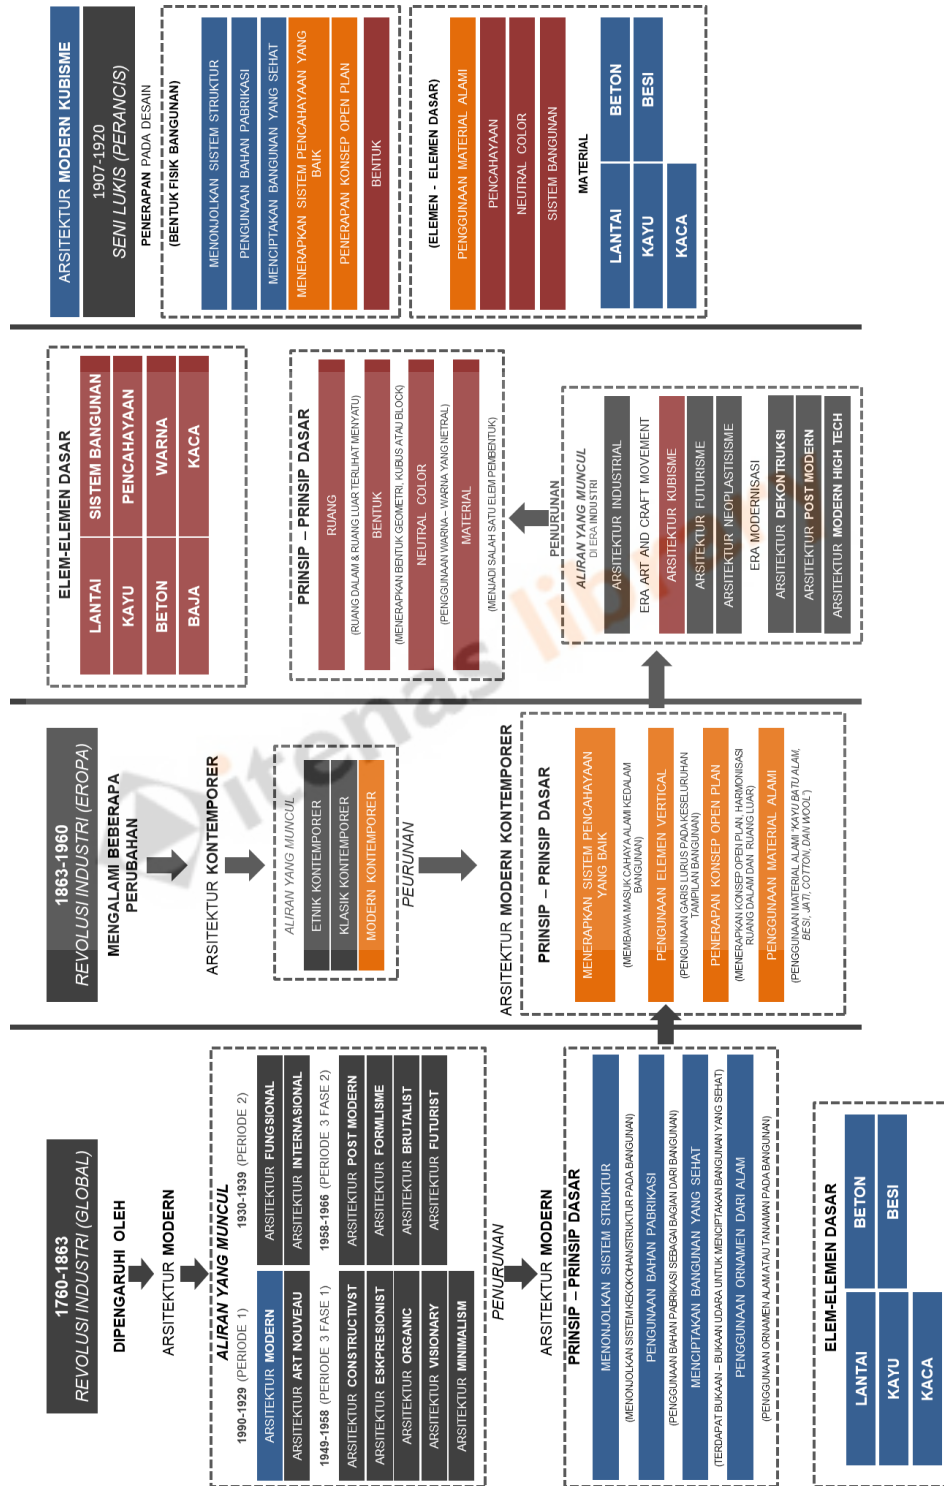 1760-1863
REVOLUSI INDUSTRI (GLOBAL)
DIPENGARUHI OLEH
ARSITEKTUR MODERN
ALIRAN YANG MUNCUL
1990-1929 (PERIODE 1)
ARSITEKTUR MODERN
ARSITEKTUR ART NOUVEAU
1930-1939 (PERIODE 2)
ARSITEKTUR FUNGSIONAL
ARSITEKTUR INTERNASIONAL
1949-1958 (PERIODE 3 FASE 1)
ARSITEKTUR CONSTRUCTIVST
ARSITEKTUR ESKPRESIONIST
ARSITEKTUR ORGANIC
ARSITEKTUR VISIONARY
ARSITEKTUR MINIMALISM
1958-1966 (PERIODE 3 FASE 2)
ARSITEKTUR POST MODERN
ARSITEKTUR FORMLISME
ARSITEKTUR BRUTALIST
ARSITEKTUR FUTURIST
PENURUNAN
ARSITEKTUR MODERN
PRINSIP – PRINSIP DASAR
MENONJOLKAN SISTEM STRUKTUR
(MENONJOLKAN SISTEM KEKOKOHAN/STRUKTUR PADA BANGUNAN)
PENGUNAAN BAHAN PABRIKASI
(PENGGUNAAN BAHAN PABRIKASI SEBAGAI BAGIAN DARI BANGUNAN)
MENCIPTAKAN BANGUNAN YANG SEHAT
(TERDAPAT BUKAAN – BUKAAN UDARA UNTUK MENCIPTAKAN BANGUNAN YANG SEHAT)
PENGGUNAAN ORNAMEN DARI ALAM
(PENGGUNAAN ORNAMEN ALAM ATAU TANAMAN PADA BANGUNAN)
ELEM-ELEMEN DASAR
LANTAI
BETON
KAYU
BESI
KACA
1863-1960
REVOLUSI INDUSTRI (EROPA)
MENGALAMI BEBERAPA
PERUBAHAN
ARSITEKTUR KONTEMPORER
ALIRAN YANG MUNCUL
ETNIK KONTEMPORER
KLASIK KONTEMPORER
MODERN KONTEMPORER
PEURUNAN
ARSITEKTUR MODERN KONTEMPORER
PRINSIP – PRINSIP DASAR
MENERAPKAN SISTEM PENCAHAYAAN
YANG BAIK
(MEMBAWA MASUK CAHAYA ALAM KEDALAM
BANGUNAN)
PENGUNAAN ELEMEN VERTICAL
(PENGUNAAN GARIS LURUS PADA KESELURUHAN
TAMPILAN BANGUNAN)
PENERAPAN KONSEP OPEN PLAN
(MENERAPKAN KONSEP OPEN PLAN, HARMONISASI
RUANG DALAM DAN RUANG LUAR)
PENGGUNAAN MATERIAL ALAMI
(PENGGUNAAN MATERIAL ALAMI "KAYU BATU ALAM,
BESI, JATI, COTTON, DAN WOOL")
ELEM-ELEMEN DASAR
LANTAI
SISTEM BANGUNAN
KAYU
PENCAHAYAAN
BETON
WARNA
BAJA
KACA
PRINSIP – PRINSIP DASAR
RUANG
(RUANG DALAM & RUANG LUAR TERLIHAT MENYATU)
BENTUK
(MENERAPKAN BENTUK GEOMETRI, KUBUS ATAU BLOCK)
NEUTRAL COLOR
(PENGGUNAAN WARNA – WARNA YANG NETRAL)
MATERIAL
(MENJADI SALAH SATU ELEM PEMBENTUK)
PENURUNAN
ALIRAN YANG MUNCUL
DI ERA INDUSTRI
ARSITEKTUR INDUSTRIAL
ERA ART AND CRAFT MOVEMENT
ARSITEKTUR KUBISME
ARSITEKTUR FUTURISME
ARSITEKTUR NEOPLASTISISME
ERA MODERNISASI
ARSITEKTUR DEKONTRUKSI
ARSITEKTUR POST MODERN
ARSITEKTUR MODERN HIGH TECH
ARSITEKTUR MODERN KUBISME
1907-1920
SENI LUKIS (PERANCIS)
PENERAPAN PADA DESAIN
(BENTUK FISIK BANGUNAN)
MENONJOLKAN SISTEM STRUKTUR
PENGUNAAN BAHAN PABRIKASI
MENCIPTAKAN BANGUNAN YANG SEHAT
MENERAPKAN SISTEM PENCAHAYAAN YANG
BAIK
PENERAPAN KONSEP OPEN PLAN
BENTUK
(ELEMEN - ELEMEN DASAR)
PENGGUNAAN MATERIAL ALAMI
PENCAHAYAAN
NEUTRAL COLOR
SISTEM BANGUNAN
MATERIAL
LANTAI
BETON
KAYU
BESI
KACA
itenas library